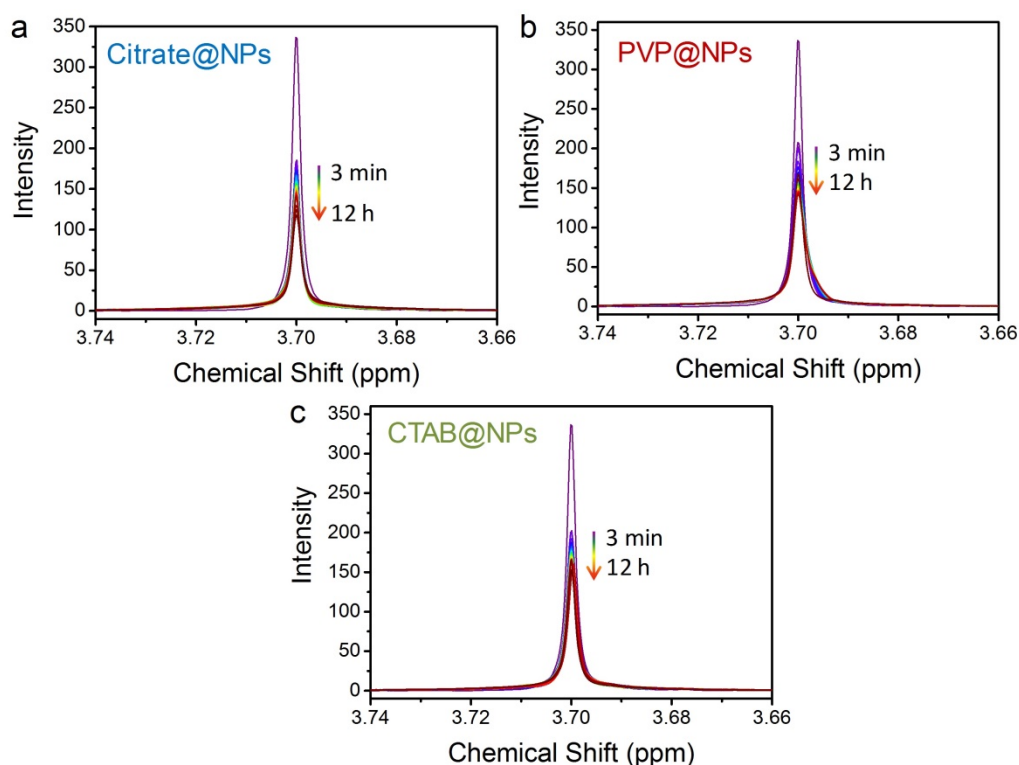 a
Citrate@NPs
350
300
250
200
150
100
50
0
Intensity
3 min
12 h
3.74 3.72 3.70 3.68 3.66
Chemical Shift (ppm)
b
PVP@NPs
350
300
250
200
150
100
50
0
Intensity
3 min
12 h
3.74 3.72 3.70 3.68 3.66
Chemical Shift (ppm)
c
CTAB@NPs
350
300
250
200
150
100
50
0
Intensity
3 min
12 h
3.74 3.72 3.70 3.68 3.66
Chemical Shift (ppm)